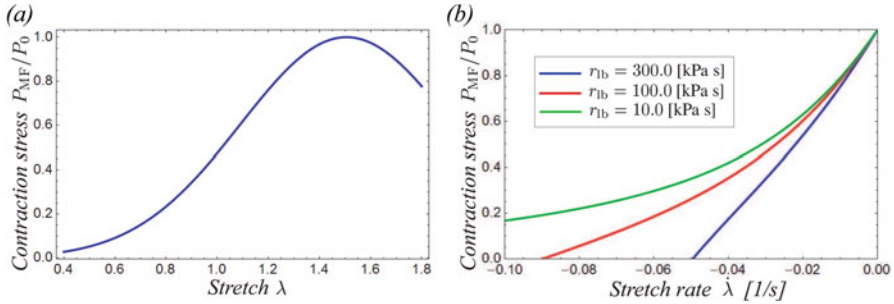 (a)
Contraction stress P_MF/P_0
1.0
0.8
0.6
0.4
0.2
0.0
0.4 0.6 0.8 1.0 1.2 1.4 1.6 1.8
Stretch λ
(b)
Contraction stress P_MF/P_0
1.0
0.8
0.6
0.4
0.2
0.0
r_lb = 300.0 [kPa s]
r_lb = 100.0 [kPa s]
r_lb = 10.0 [kPa s]
−0.10 −0.08 −0.06 −0.04 −0.02 0.00
Stretch rate λ̇ [1/s]